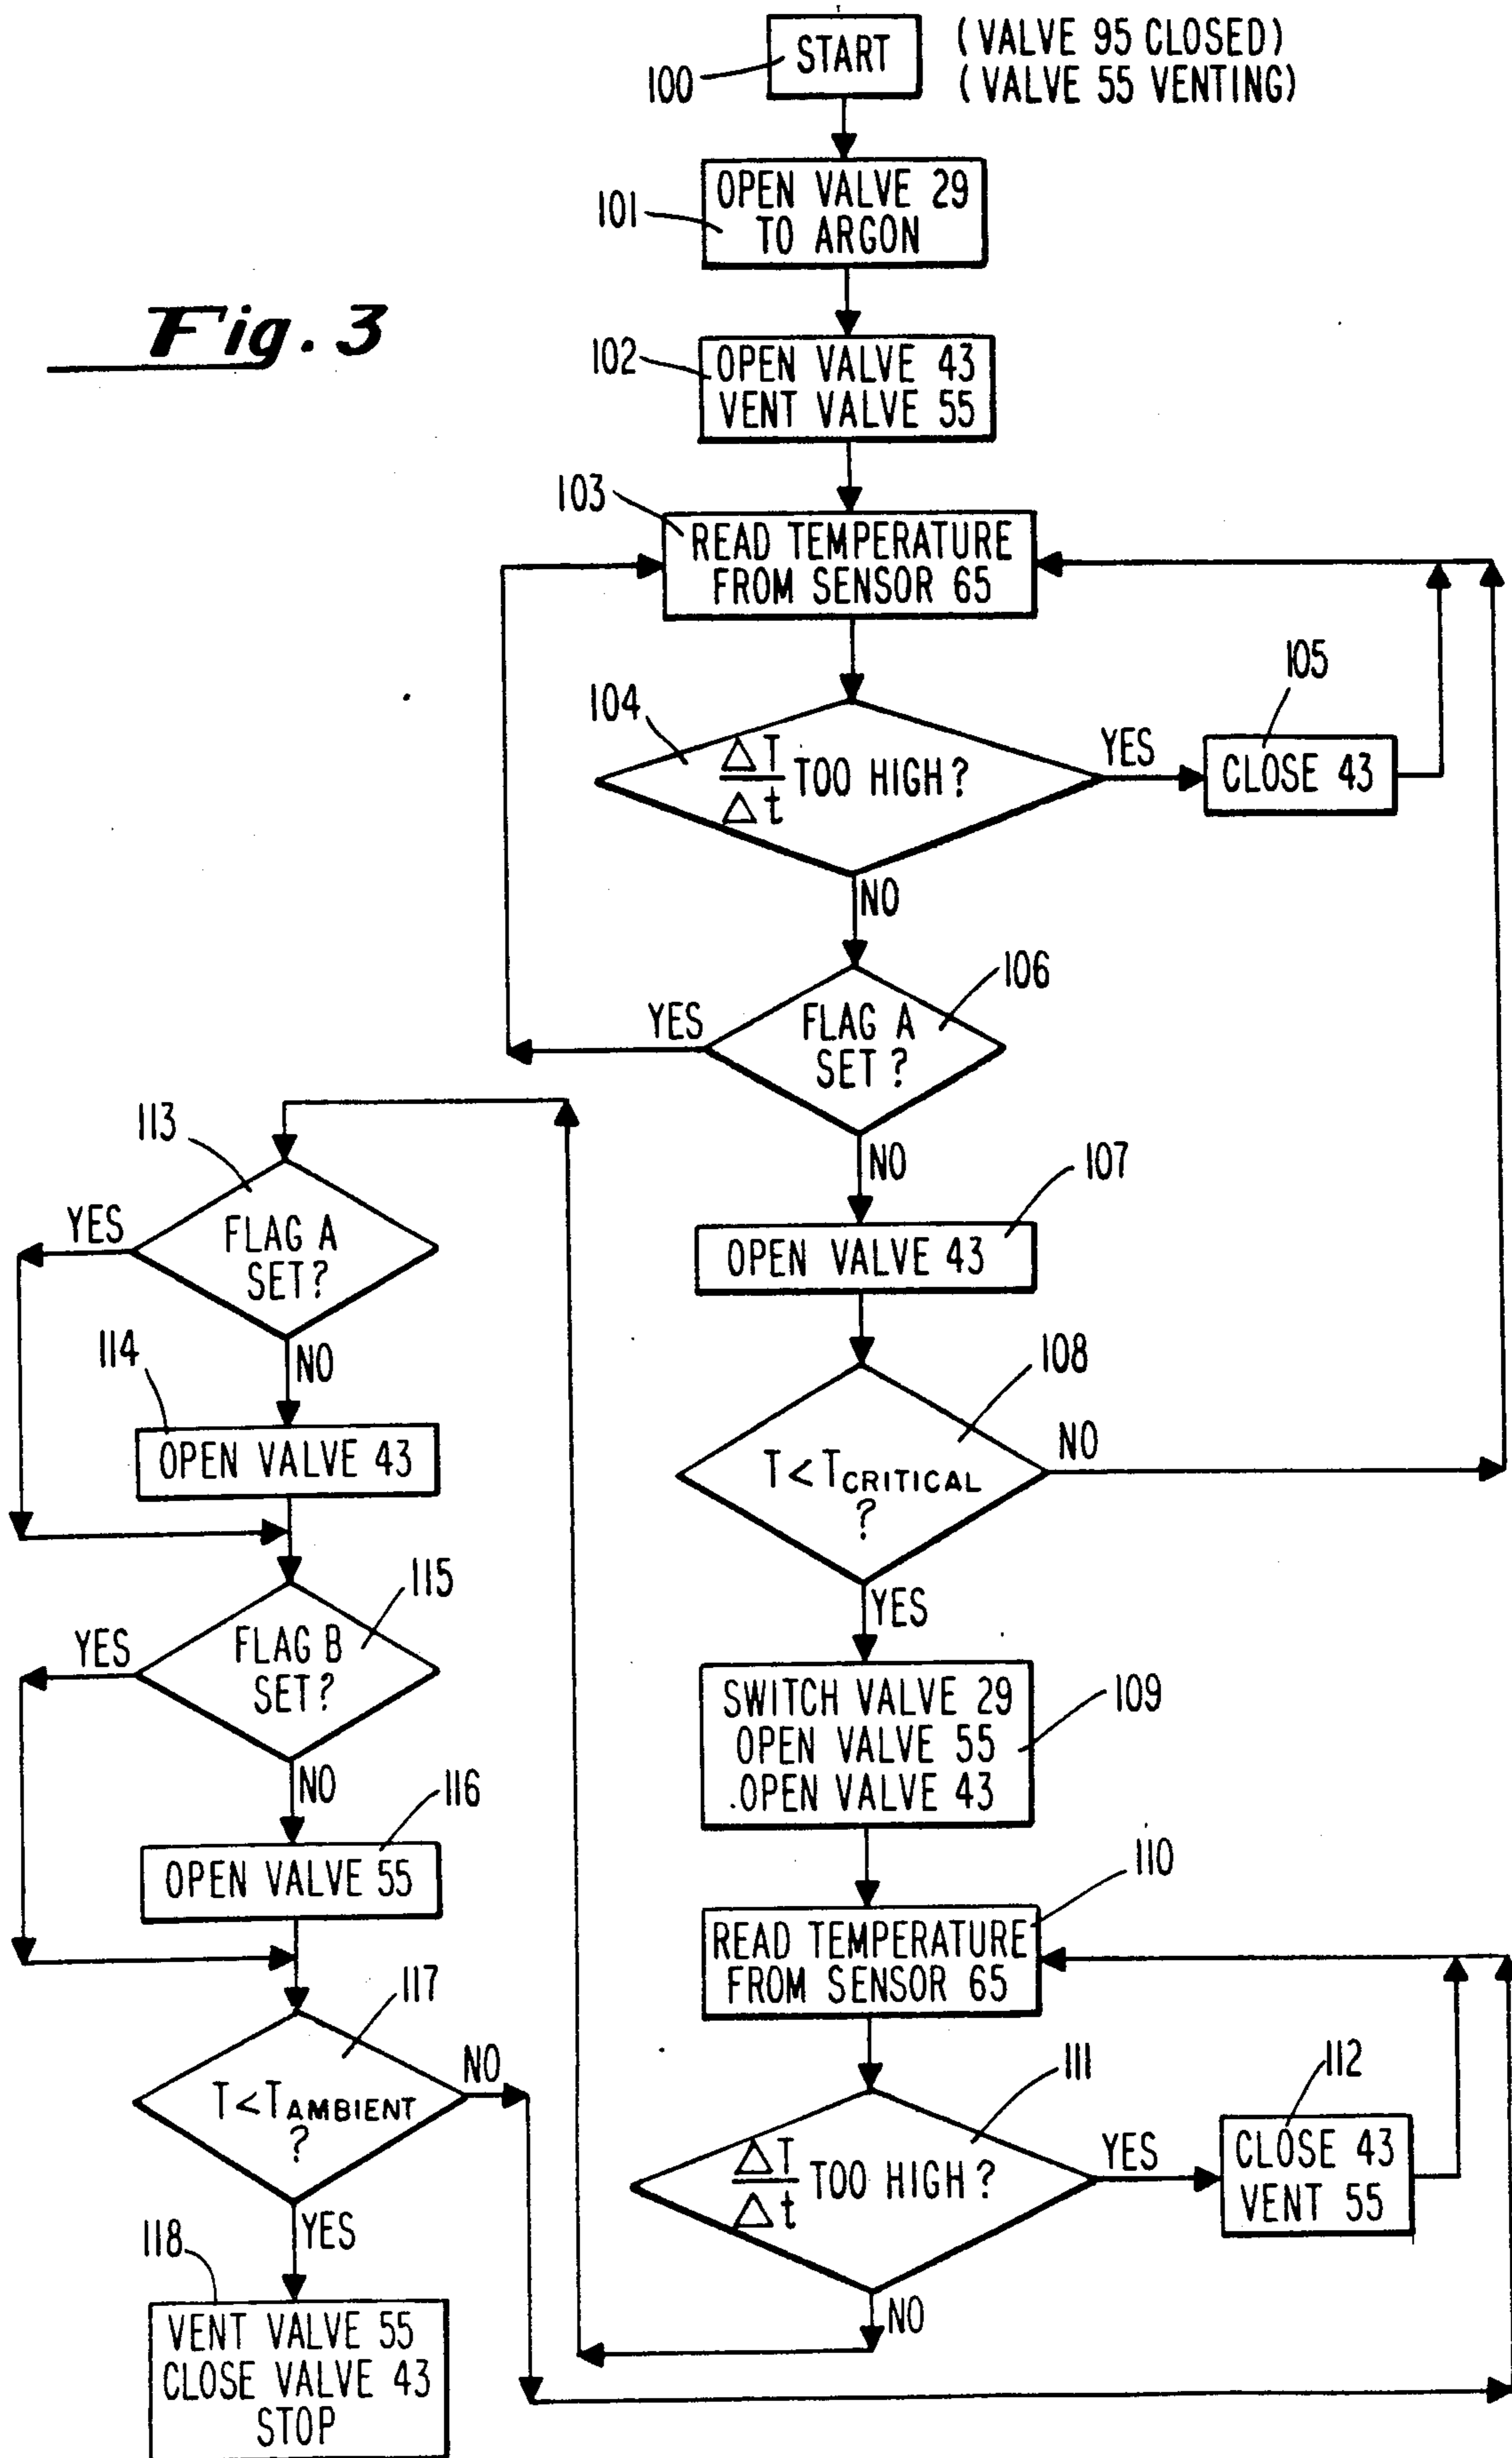 START
(VALVE 95 CLOSED)
(VALVE 55 VENTING)
100
OPEN VALVE 29
TO ARGON
101
Fig. 3
102
OPEN VALVE 43
VENT VALVE 55
103
READ TEMPERATURE
FROM SENSOR 65
104
ΔT
Δt
TOO HIGH?
YES
105
CLOSE 43
NO
106
FLAG A
SET?
YES
NO
107
OPEN VALVE 43
108
T < TCRITICAL
?
NO
YES
109
SWITCH VALVE 29
OPEN VALVE 55
.OPEN VALVE 43
110
READ TEMPERATURE
FROM SENSOR 65
111
ΔT
Δt
TOO HIGH?
YES
112
CLOSE 43
VENT 55
NO
113
FLAG A
SET?
YES
NO
114
OPEN VALVE 43
115
FLAG B
SET?
YES
NO
116
OPEN VALVE 55
117
T < TAMBIENT
?
NO
YES
118
VENT VALVE 55
CLOSE VALVE 43
STOP